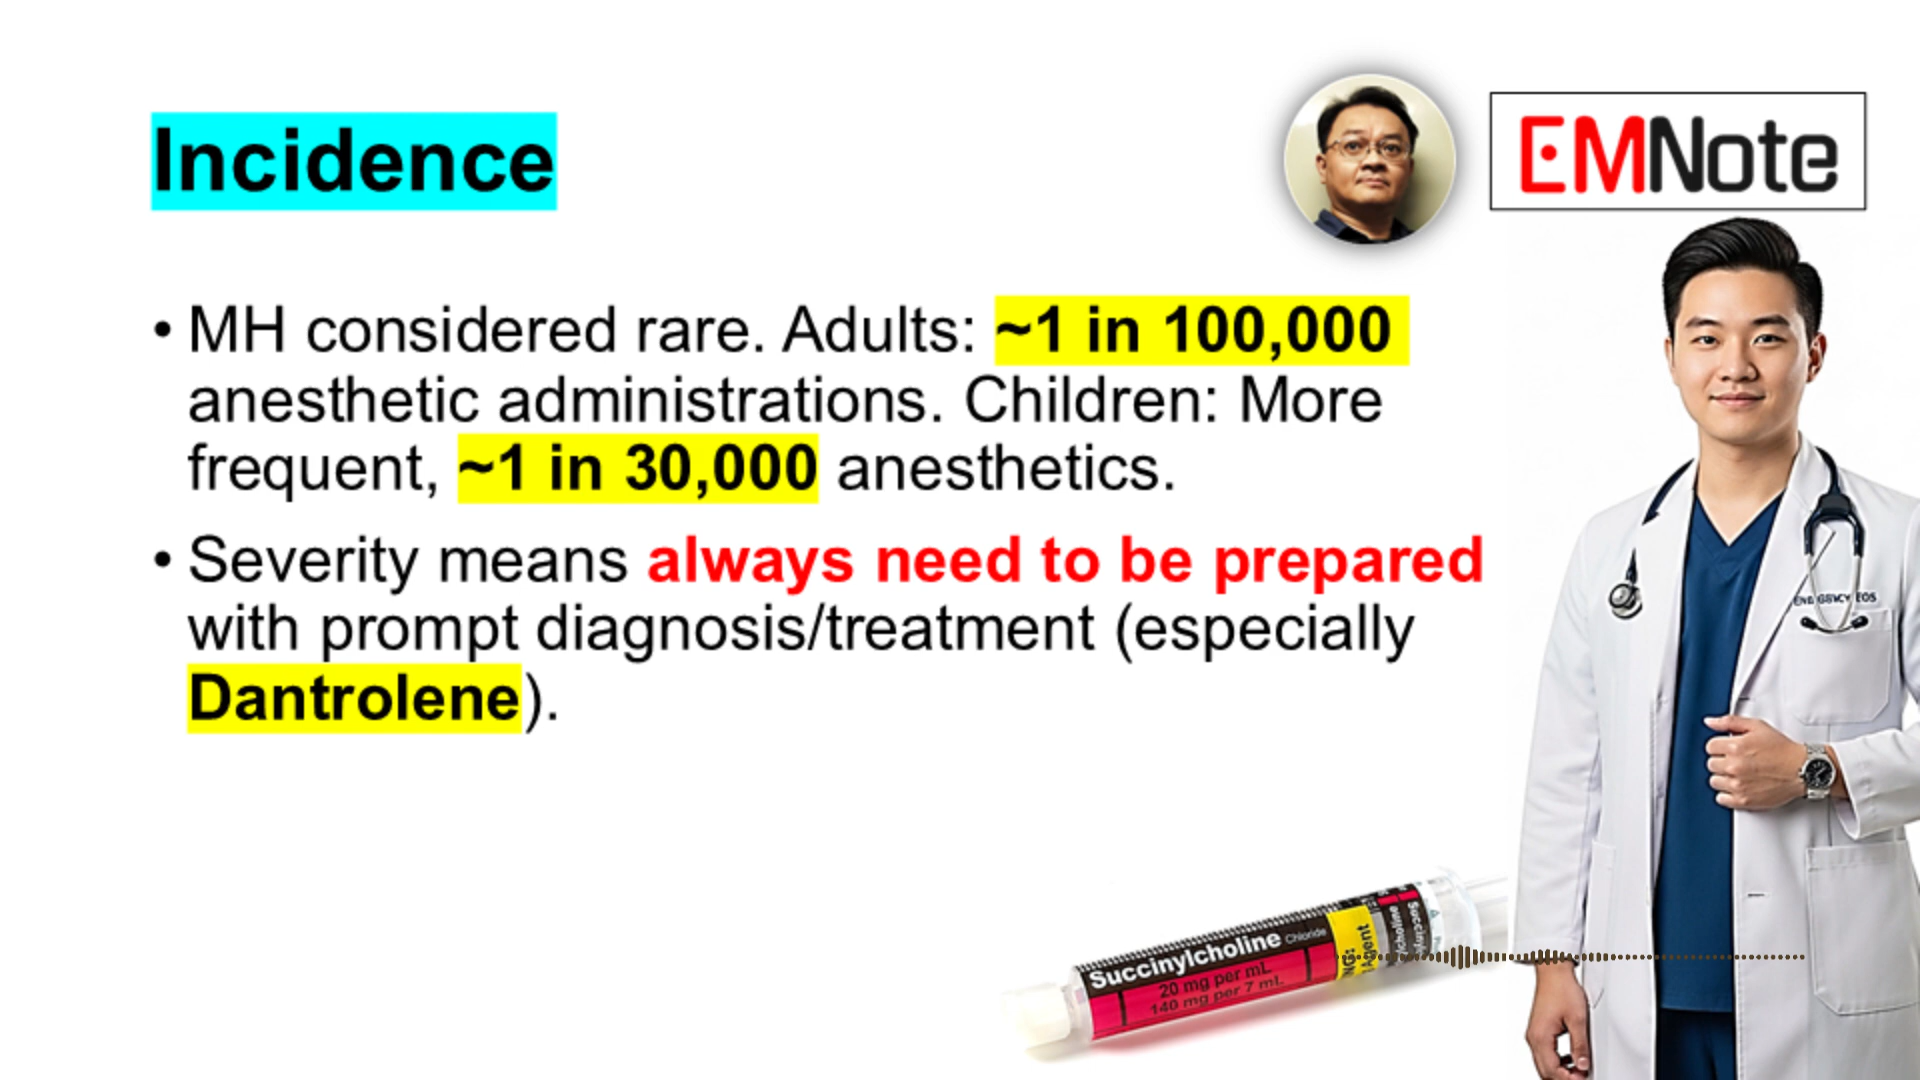 Incidence
EMNote
• MH considered rare. Adults: ~1 in 100,000
anesthetic administrations. Children: More
frequent, ~1 in 30,000 anesthetics.
• Severity means always need to be prepared
with prompt diagnosis/treatment (especially
Dantrolene).
Succinylcholine Chloride
20 mg per mL
140 mg per 7 mL